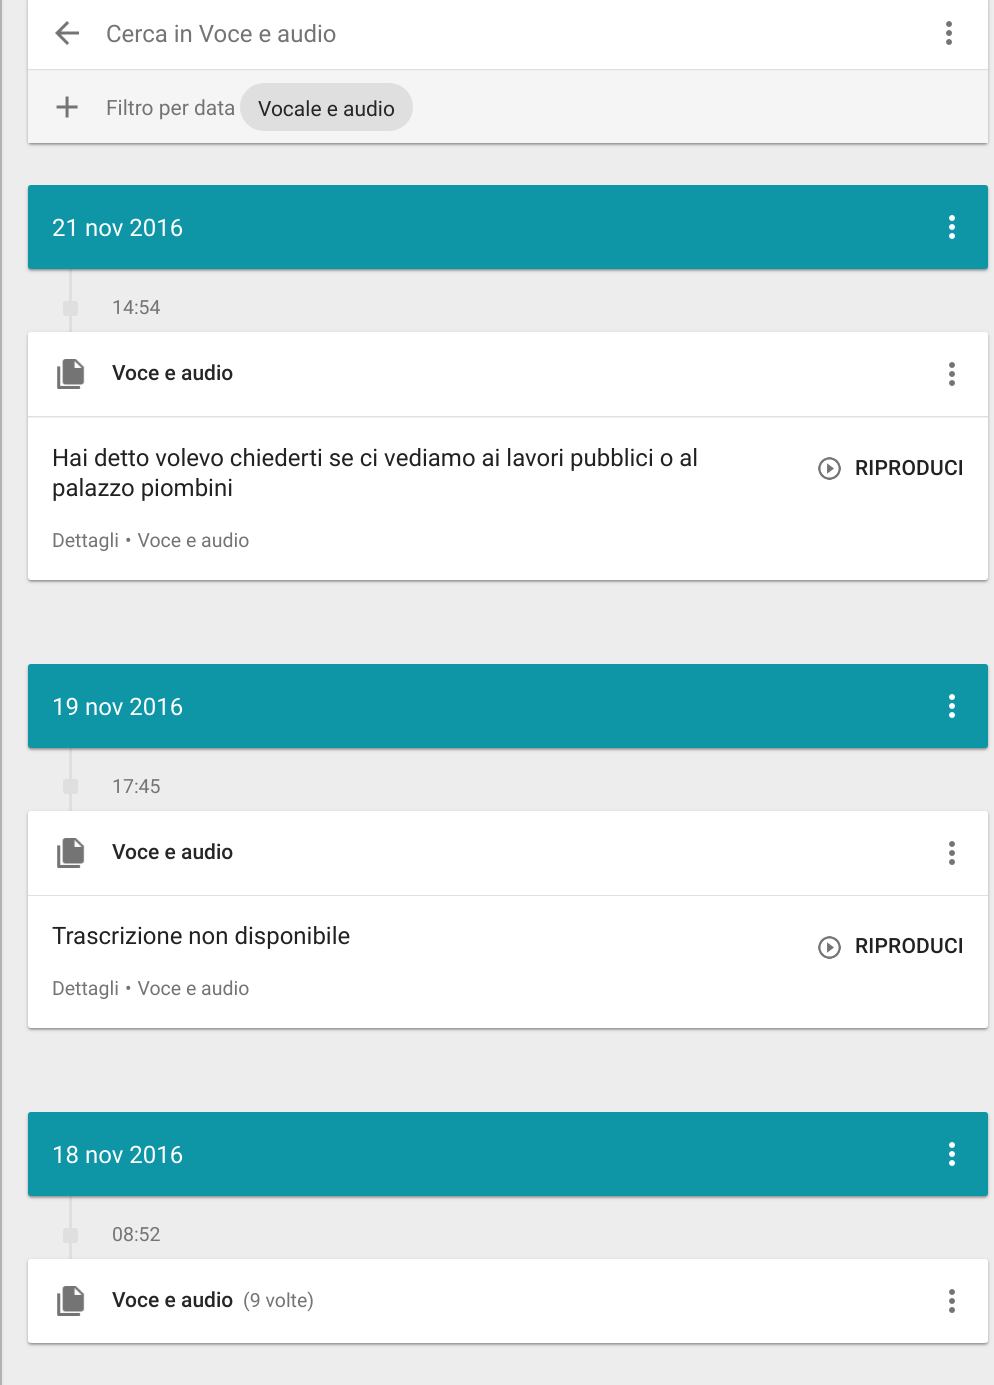 Cerca in Voce e audio
Filtro per data Vocale e audio
21 nov 2016
14:54
Voce e audio
Hai detto volevo chiederti se ci vediamo ai lavori pubblici o al
palazzo piombini
RIPRODUCI
Dettagli • Voce e audio
19 nov 2016
17:45
Voce e audio
Trascrizione non disponibile
RIPRODUCI
Dettagli • Voce e audio
18 nov 2016
08:52
Voce e audio (9 volte)